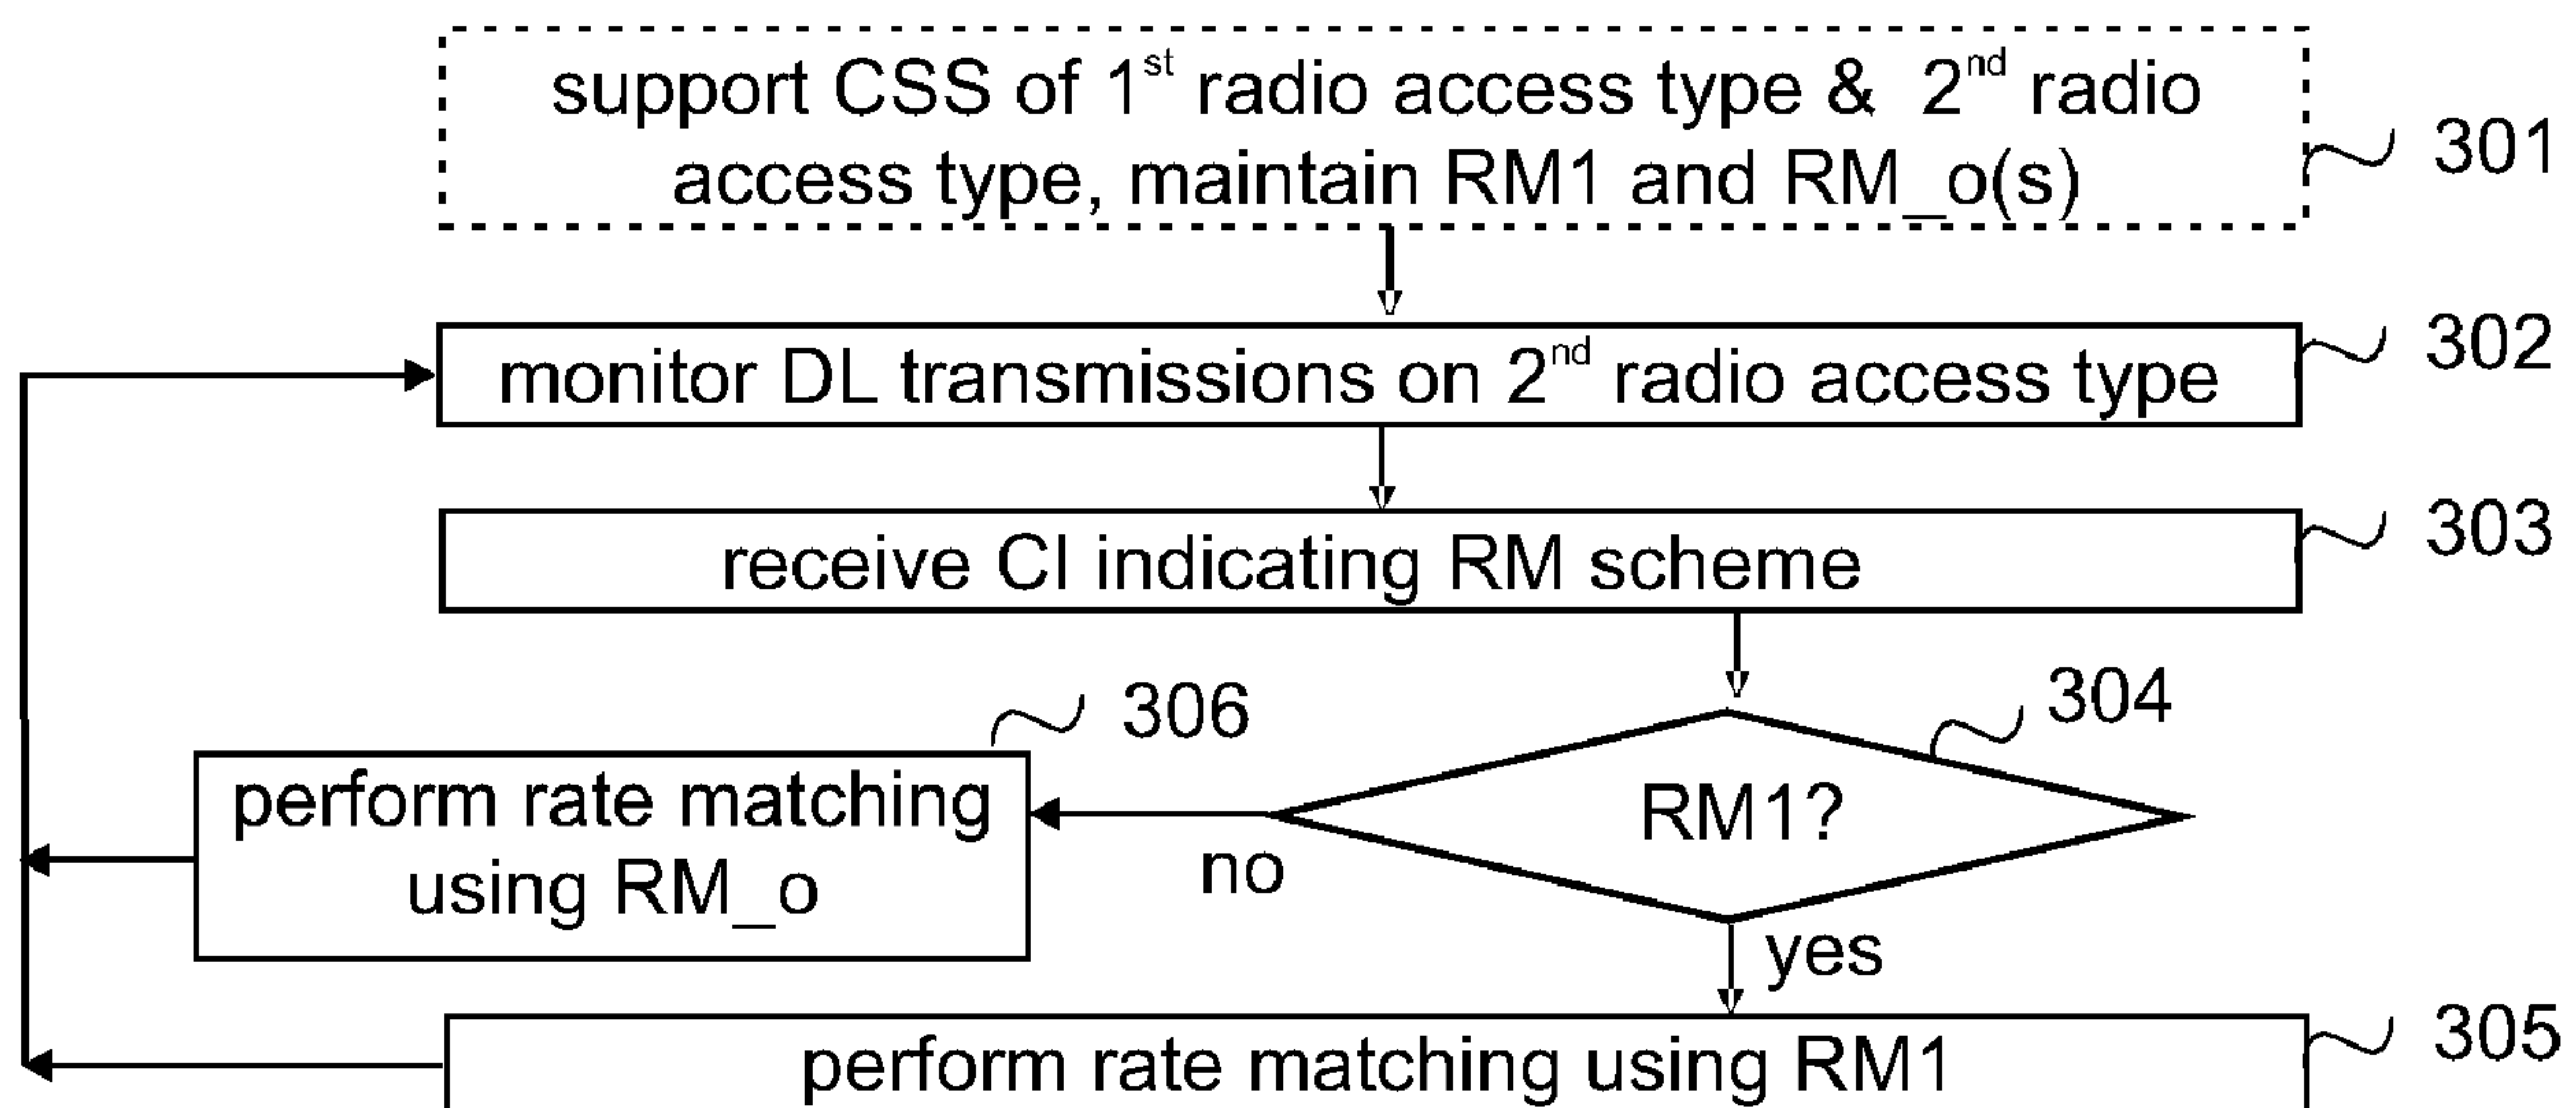 support CSS of 1st radio access type & 2nd radio
access type, maintain RM1 and RM_o(s)
301
monitor DL transmissions on 2nd radio access type
302
receive CI indicating RM scheme
303
304
306
RM1?
perform rate matching
using RM_o
no
yes
perform rate matching using RM1
305